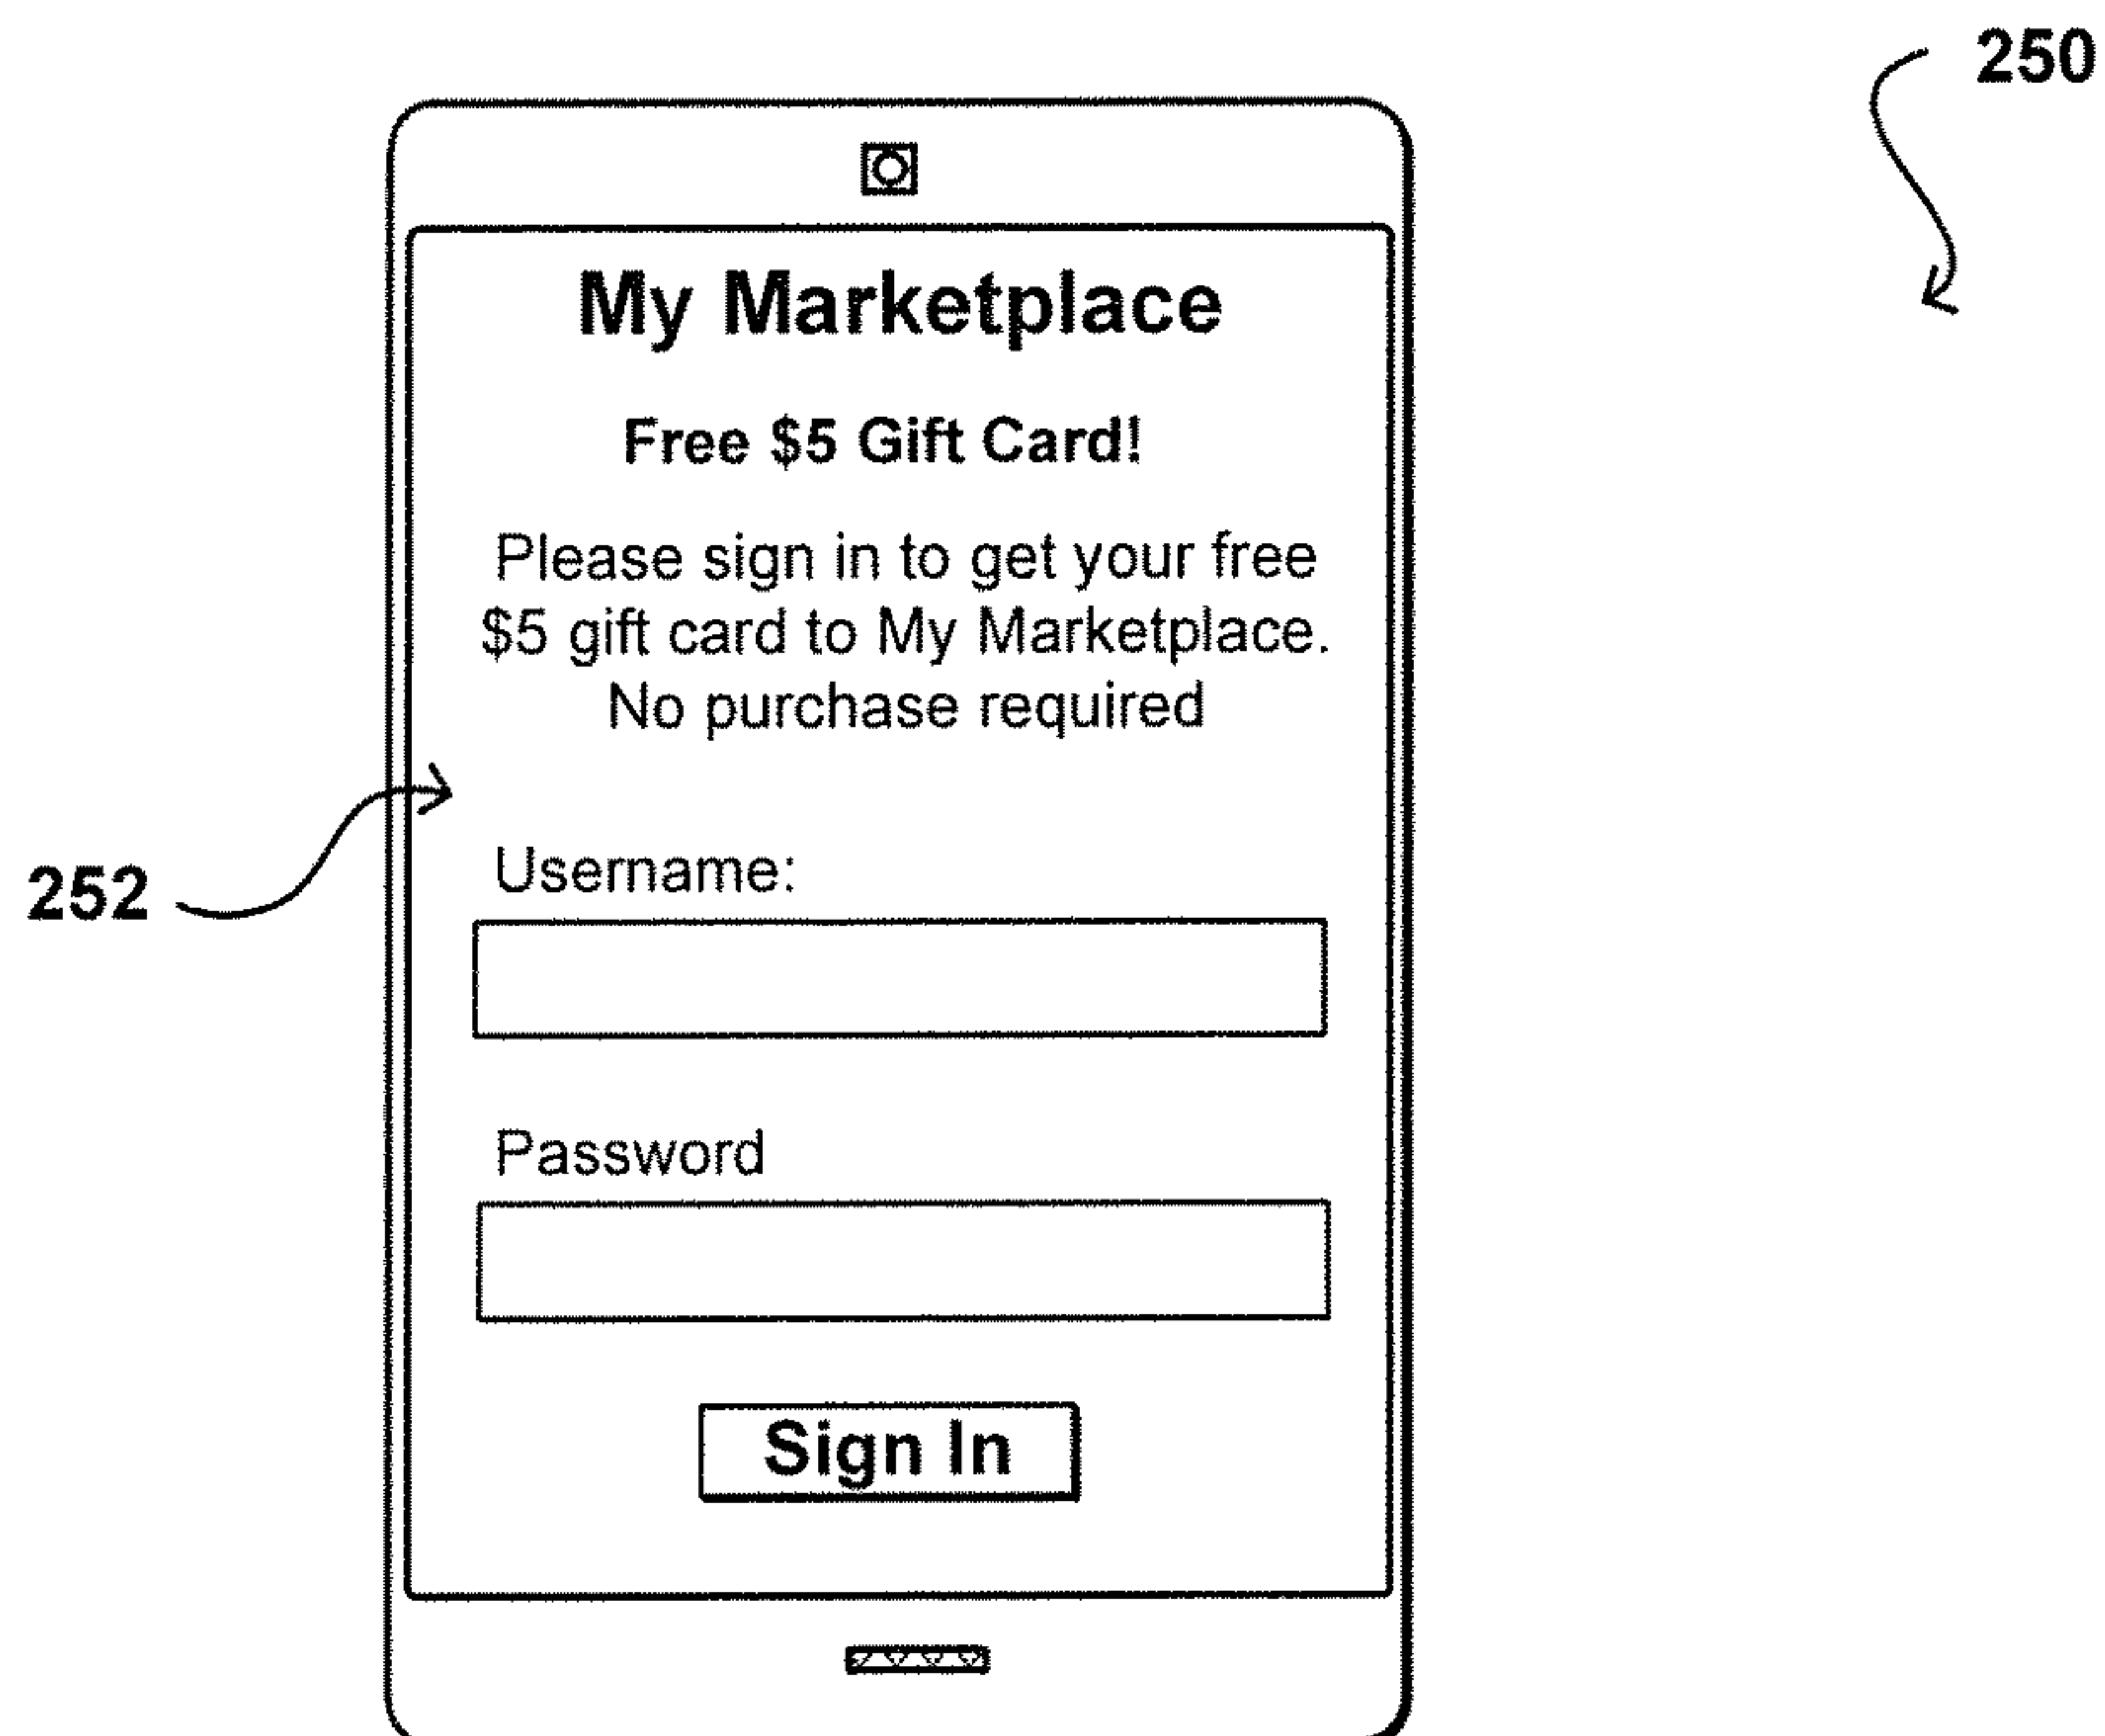 250
My Marketplace
Free $5 Gift Card!
Please sign in to get your free
$5 gift card to My Marketplace.
No purchase required
252
Username:
Password
Sign In